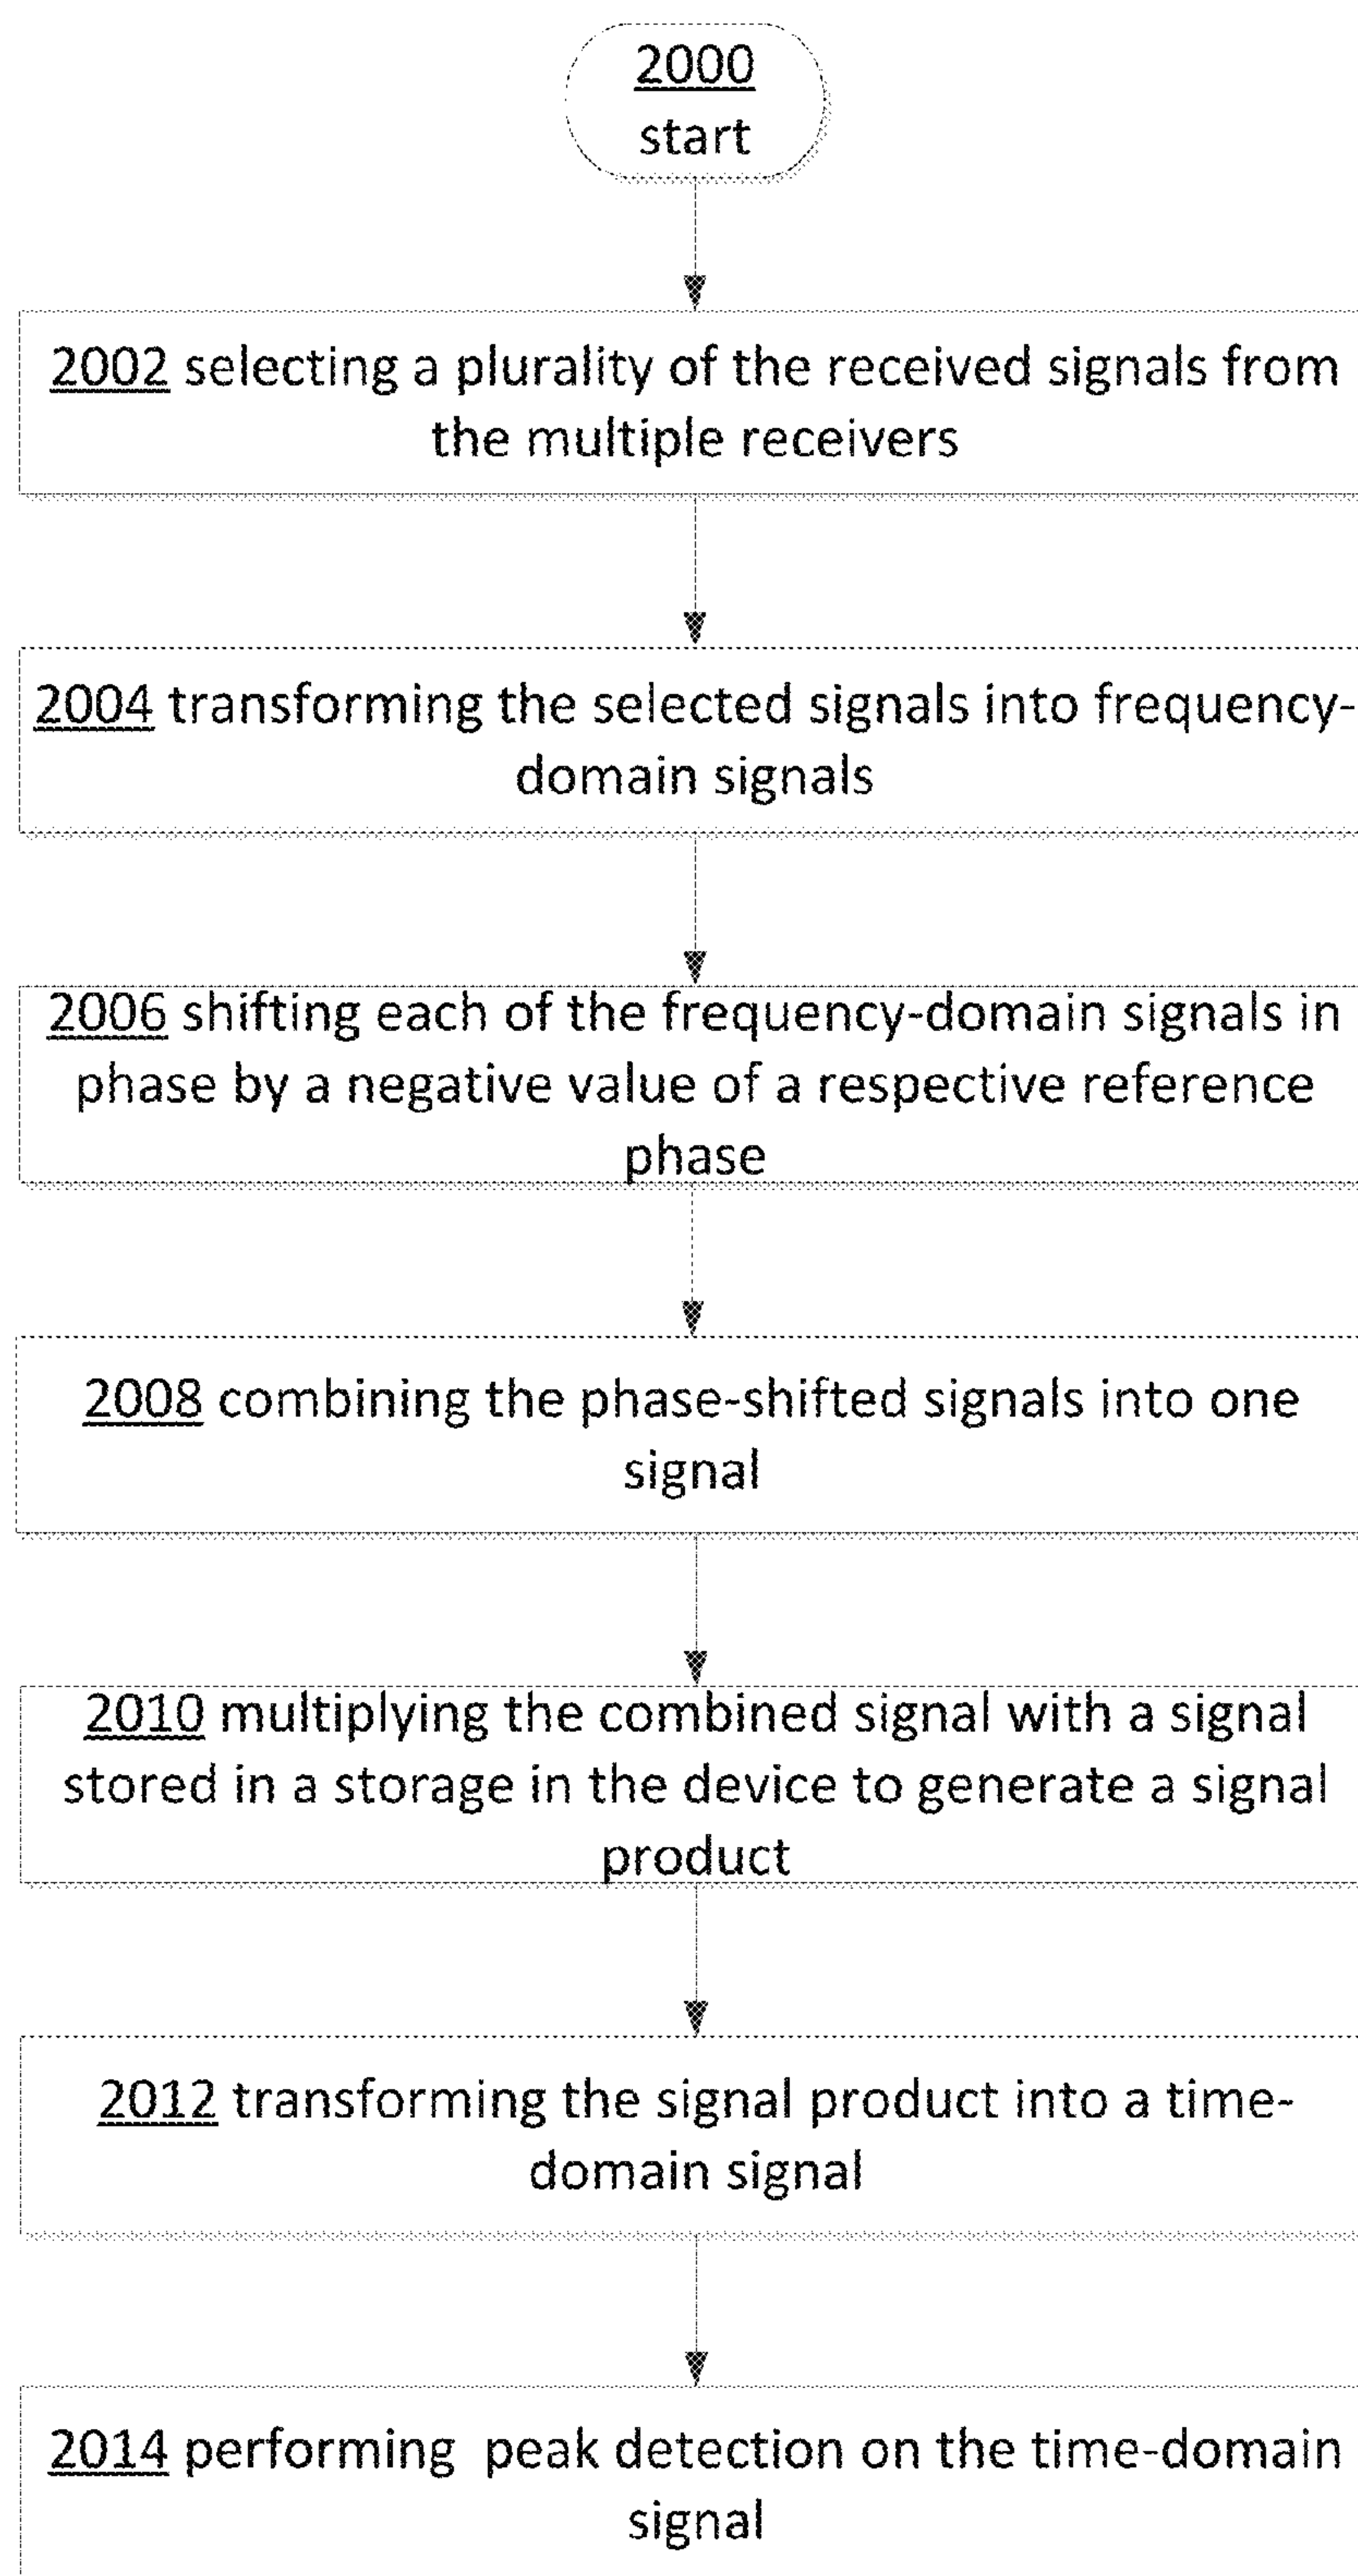 2000
start
2002 selecting a plurality of the received signals from
the multiple receivers
2004 transforming the selected signals into frequency-
domain signals
2006 shifting each of the frequency-domain signals in
phase by a negative value of a respective reference
phase
2008 combining the phase-shifted signals into one
signal
2010 multiplying the combined signal with a signal
stored in a storage in the device to generate a signal
product
2012 transforming the signal product into a time-
domain signal
2014 performing peak detection on the time-domain
signal